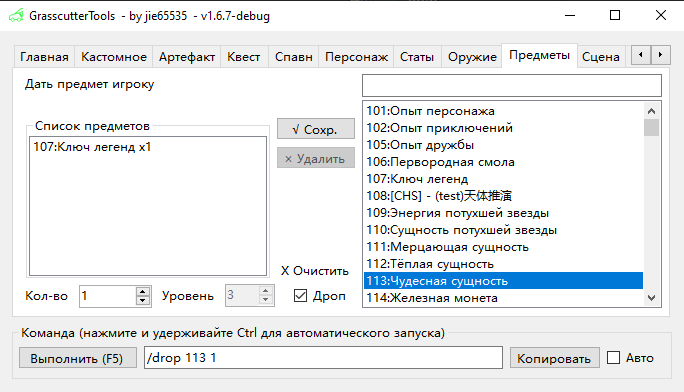 GrasscutterTools - by jie65535 - v1.6.7-debug
Главная Кастомное Артефакт Квест Спавн Персонаж Статы Оружие Предметы Сцена
Дать предмет игроку
Список предметов
107:Ключ легенд x1
√ Сохр.
× Удалить
X Очистить
Кол-во 1 Уровень 3 Дроп
101:Опыт персонажа
102:Опыт приключений
105:Опыт дружбы
106:Первородная смола
107:Ключ легенд
108:[CHS] - (test)天体推演
109:Энергия потухшей звезды
110:Сущность потухшей звезды
111:Мерцающая сущность
112:Тёплая сущность
113:Чудесная сущность
114:Железная монета
Команда (нажмите и удерживайте Ctrl для автоматического запуска)
Выполнить (F5) /drop 113 1 Копировать Авто